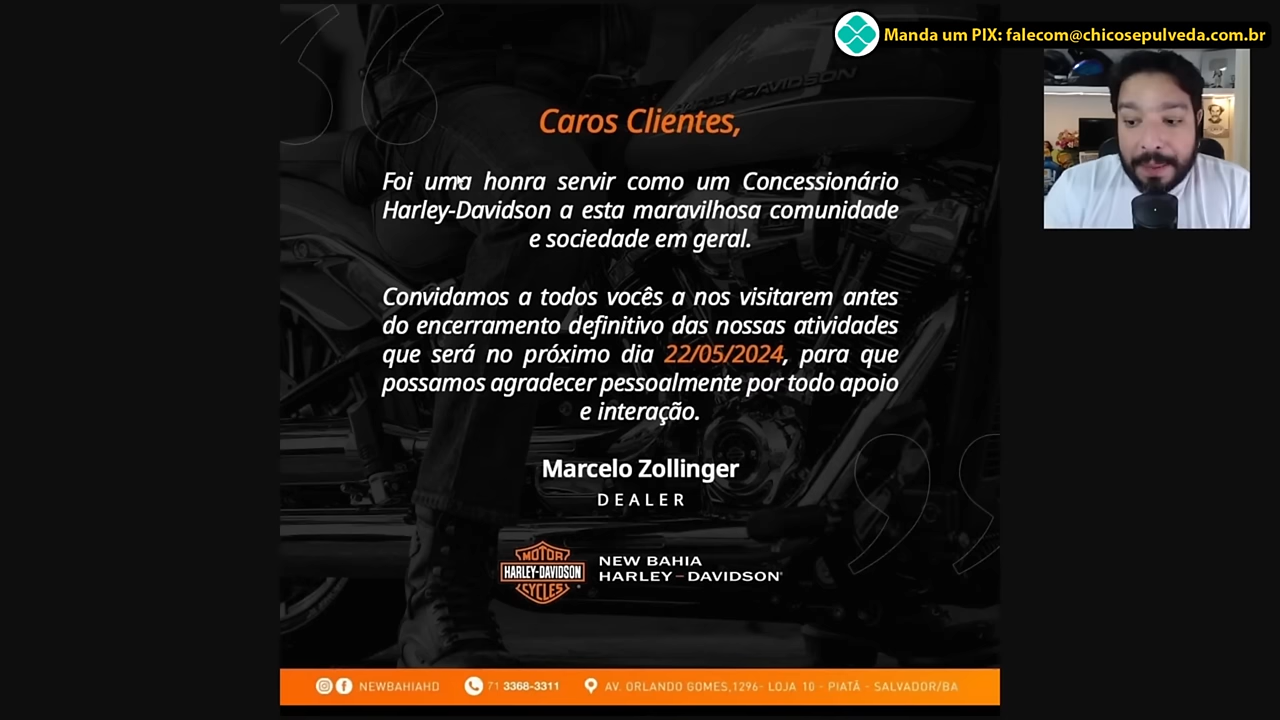 Manda um PIX: falecom@chicosepulveda.com.br
HARLEY-DAVIDSON
Caros Clientes,
Foi uma honra servir como um Concessionário
Harley-Davidson a esta maravilhosa comunidade
e sociedade em geral.
Convidamos a todos vocês a nos visitarem antes
do encerramento definitivo das nossas atividades
que será no próximo dia 22/05/2024, para que
possamos agradecer pessoalmente por todo apoio
e interação.
Marcelo Zollinger
DEALER
MOTOR
HARLEY-DAVIDSON
CYCLES
NEW BAHIA
HARLEY-DAVIDSON
NEWBAHIAHD 71 3368-3311 AV. ORLANDO GOMES,1296- LOJA 10 - PIATÃ - SALVADOR/BA